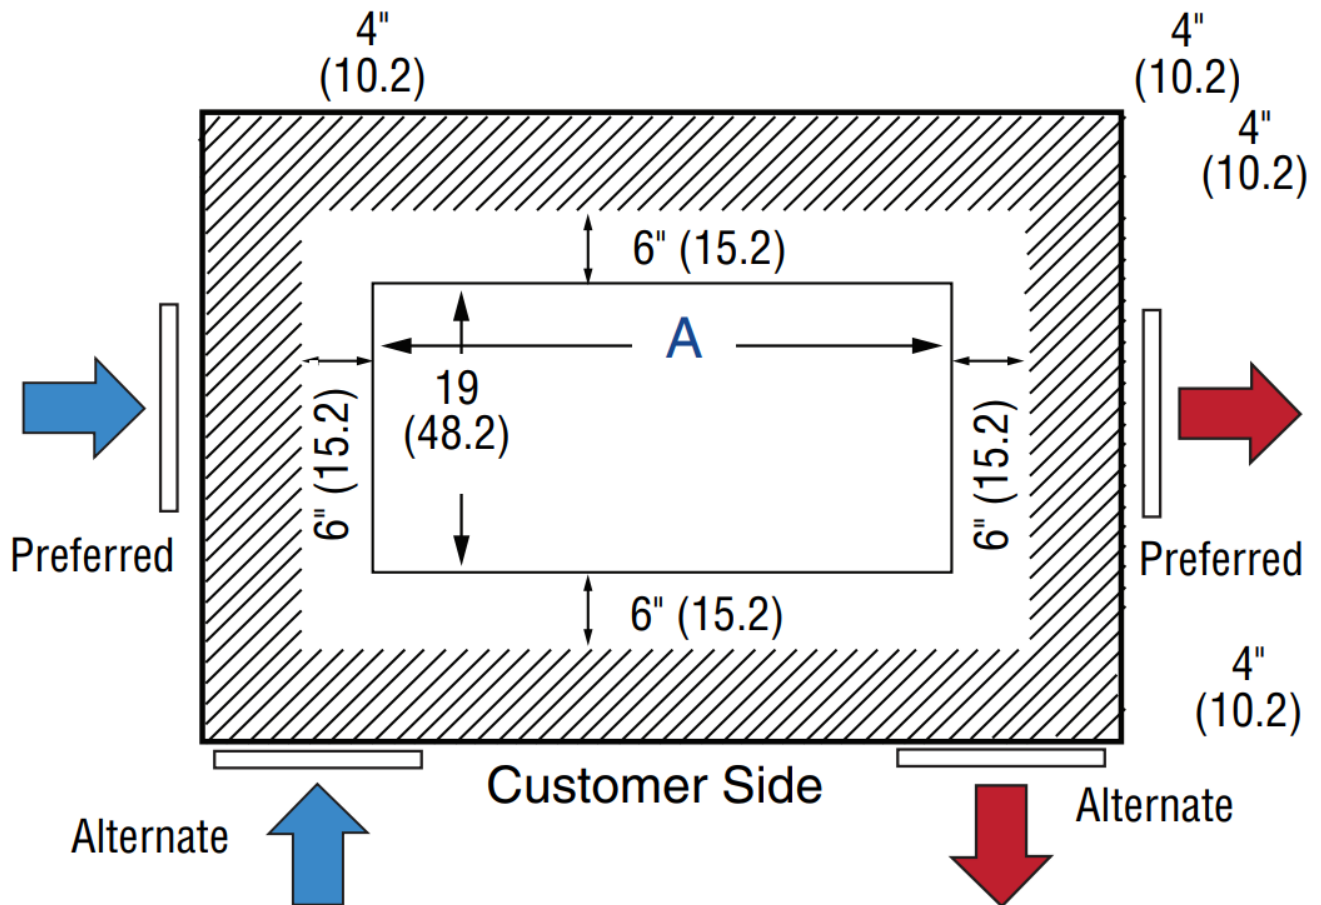 4"
(10.2)
4"
(10.2)
4"
(10.2)
6" (15.2)
A
19
(48.2)
6" (15.2)
6" (15.2)
Preferred
Preferred
6" (15.2)
4"
(10.2)
Customer Side
Alternate
Alternate